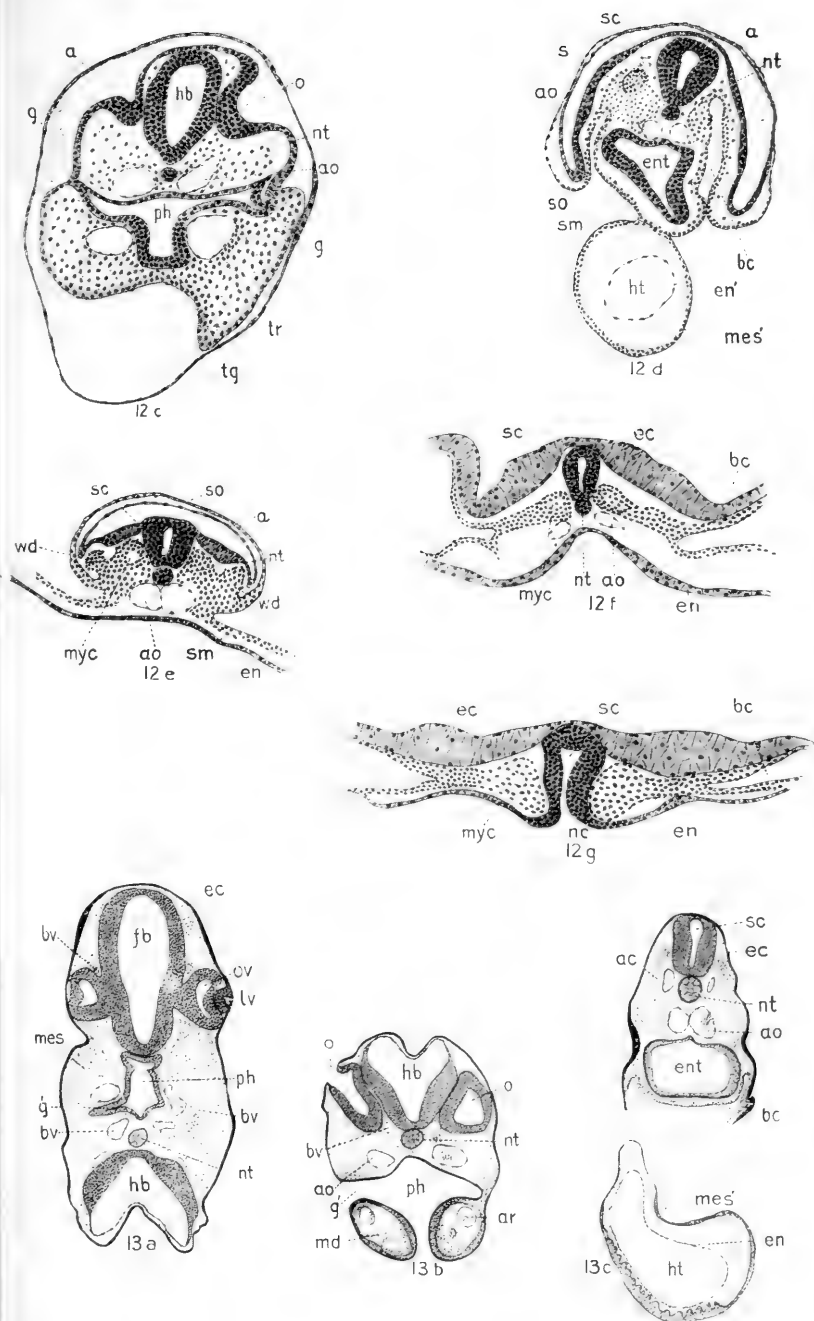 a
hb
o
g
nt
ao
ph
g
tr
tg
12 c
sc
a
s
nt
ao
ent
so
sm
bc
ht
en'
mes'
12 d
sc
so
a
wd
nt
wd
myc
ao
sm
12 e
en
sc
ec
bc
myc
nt
ao
12 f
en
ec
sc
bc
myc
nc
en
12 g
ec
bv
fb
ov
lv
mes
ph
g'
bv
bv
nt
hb
13 a
o
hb
o
bv
nt
ao
g
ph
ar
md
13 b
sc
ac
ec
nt
ao
ent
bc
mes'
en
13 c
ht